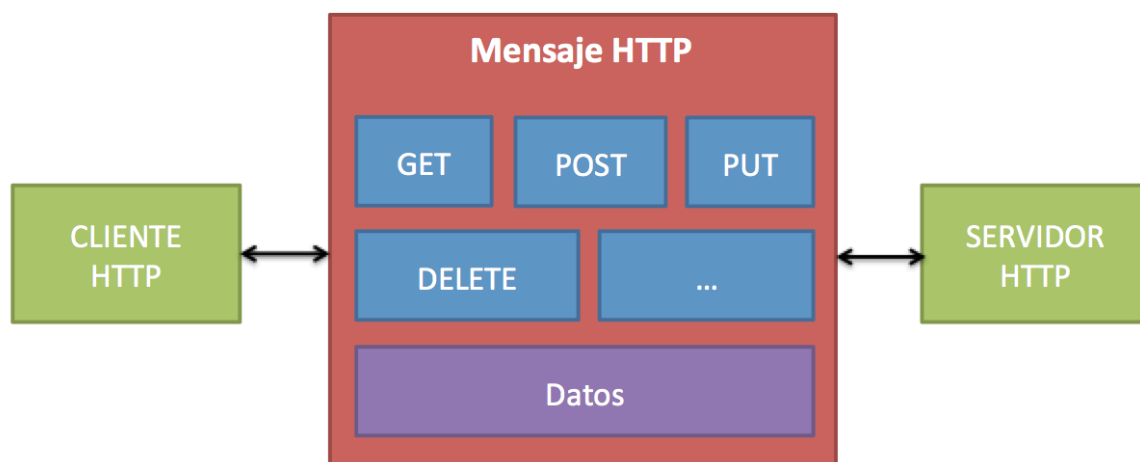 Mensaje HTTP
GET
POST
PUT
CLIENTE
HTTP
SERVIDOR
HTTP
DELETE
...
Datos